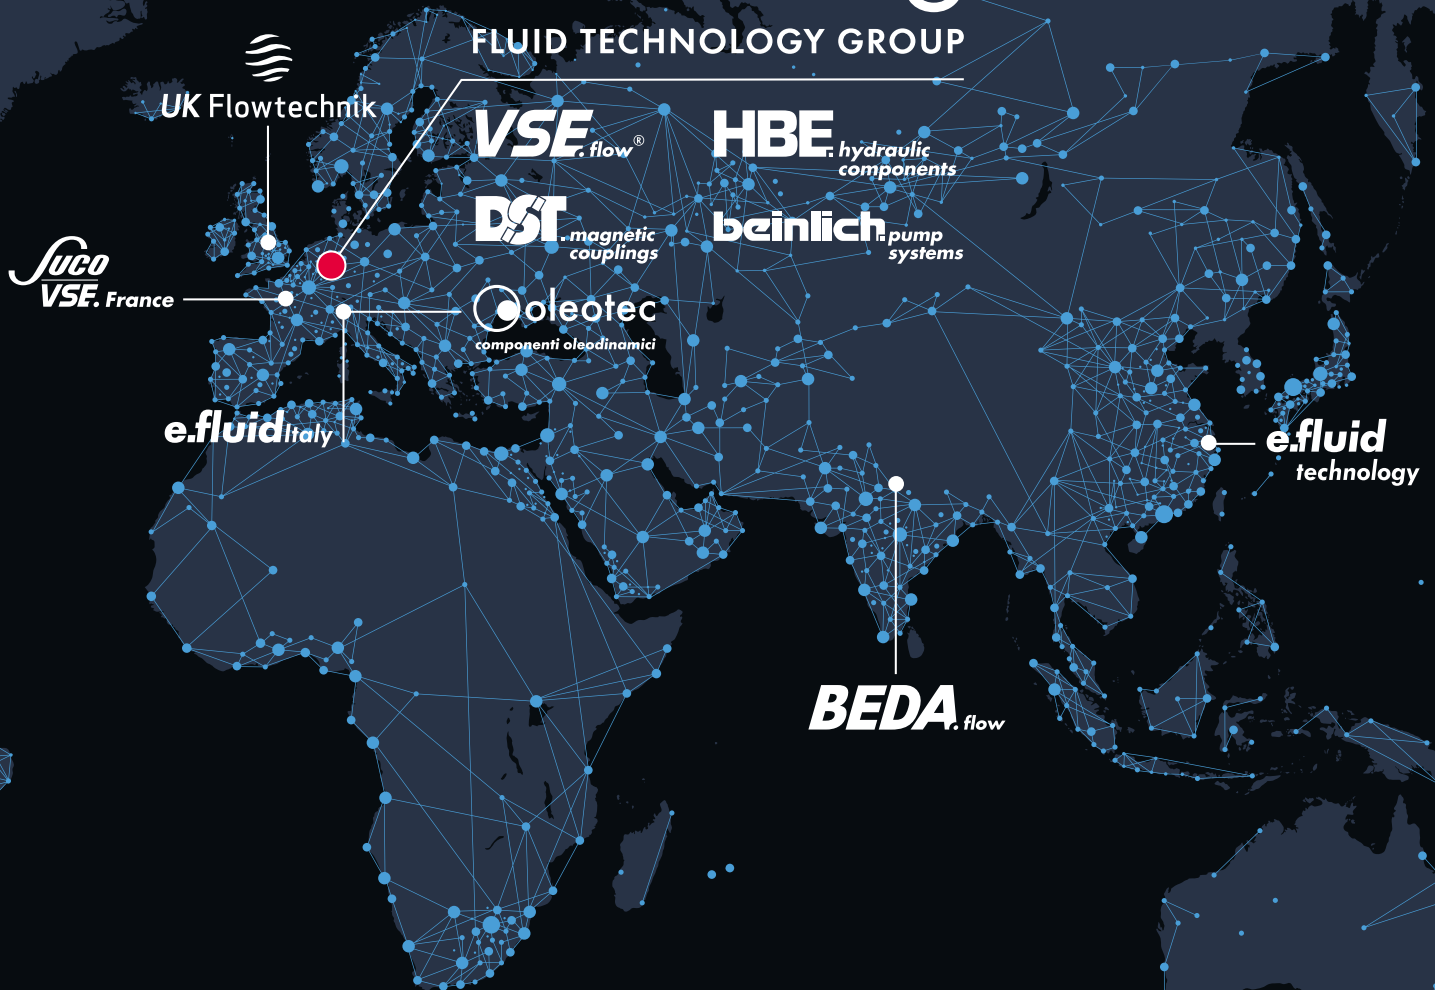 FLUID TECHNOLOGY GROUP
UK Flowtechnik
VSE. flow®
HBE. hydraulic
components
DST. magnetic
couplings
beinlich. pump
systems
SUCO
VSE. France
oleotec
componenti oleodinamici
e.fluid Italy
e.fluid
technology
BEDA. flow